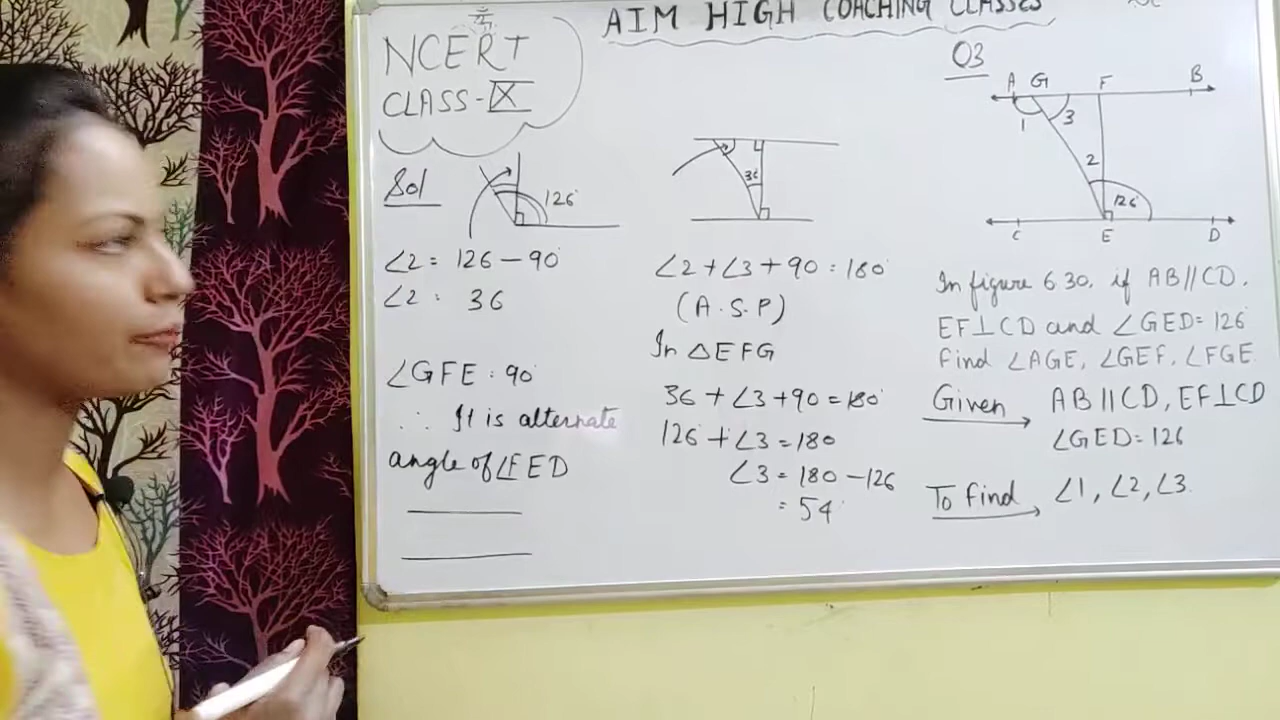 AIM HIGH COACHING CLASSES
NCERT
CLASS-IX
Sol
126°
∠2 = 126 - 90°
∠2 : 36
∠GFE : 90°
∴ It is alternate
angle of ∠FED
36
∠2 + ∠3 + 90 = 180°
(A.S.P)
In △EFG
36 + ∠3 + 90 = 180°
126 + ∠3 = 180
∠3 = 180 - 126
= 54°
Q3
A G F B
1 3
2
126°
C E D
In figure 6.30, if AB//CD,
EF⊥CD and ∠GED = 126
find ∠AGE, ∠GEF, ∠FGE.
Given → AB||CD, EF⊥CD
∠GED = 126
To find → ∠1, ∠2, ∠3.